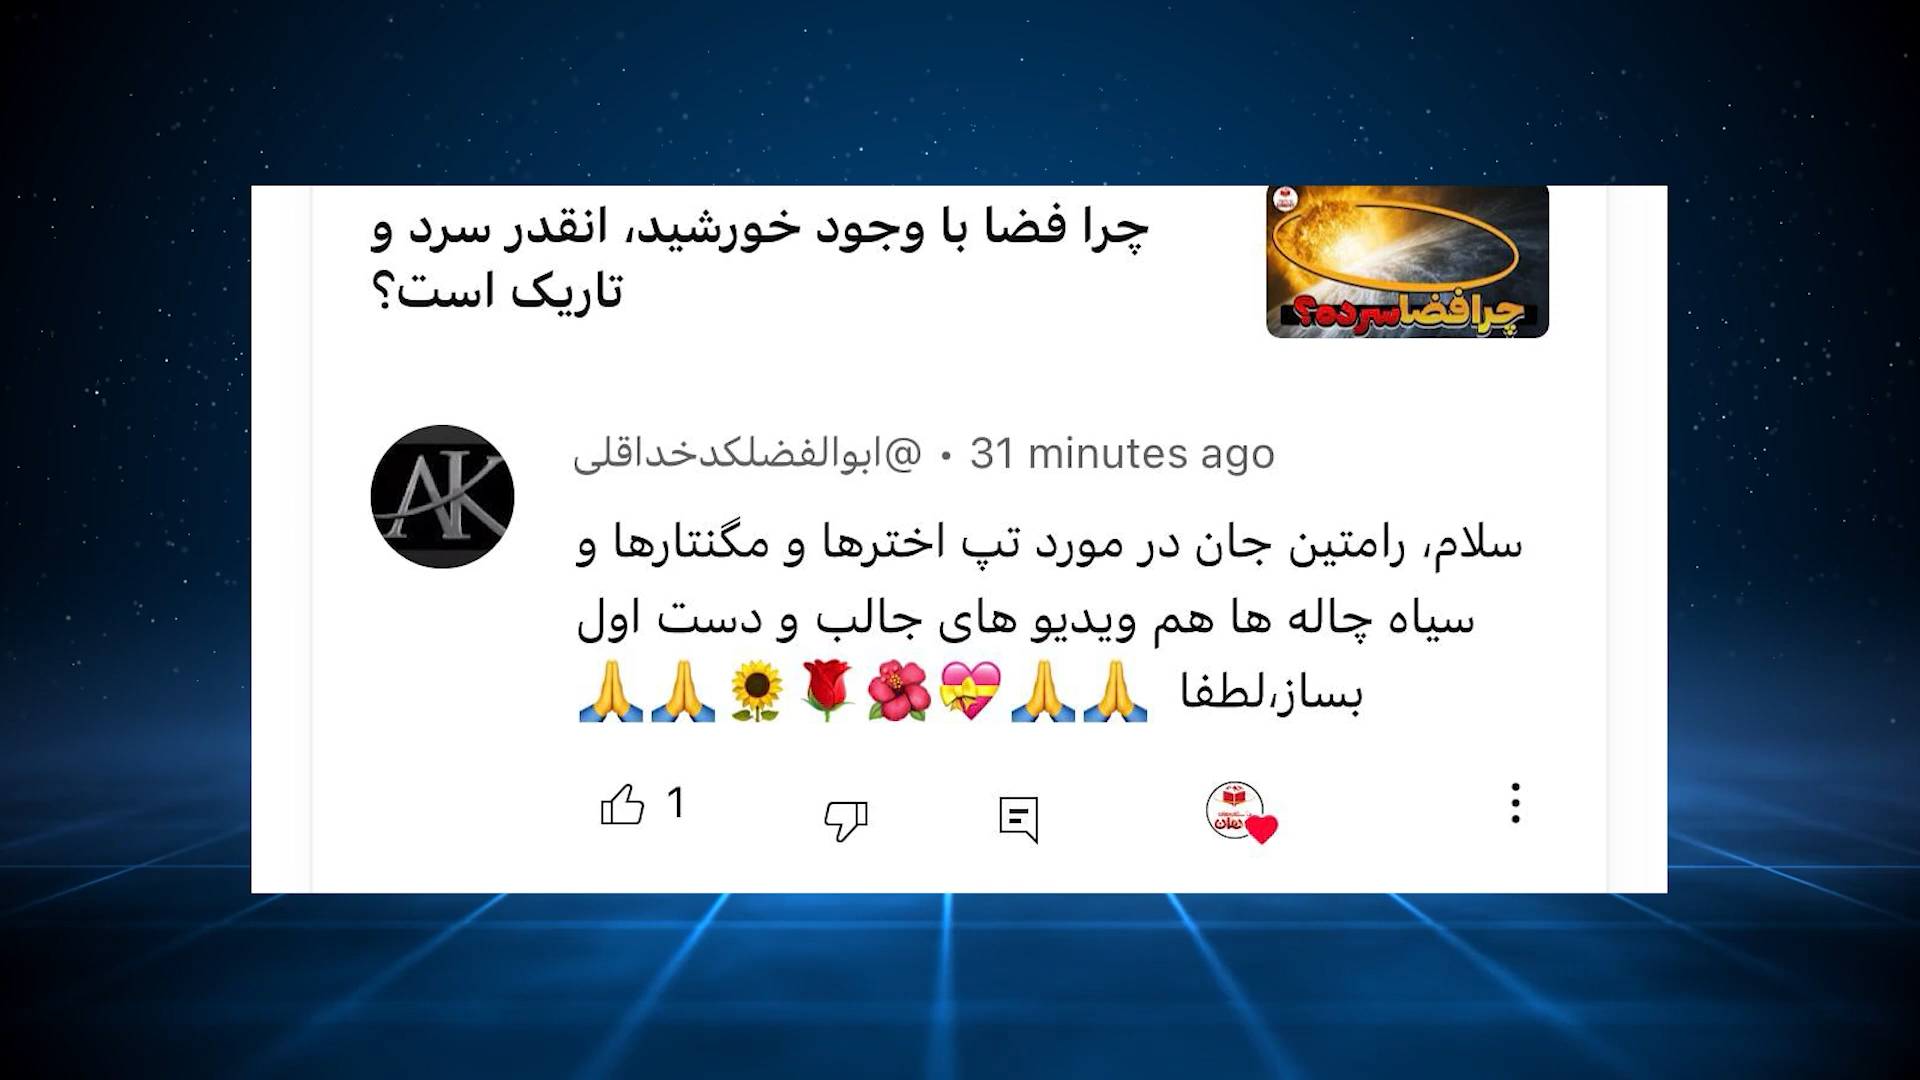 چرا فضا با وجود خورشید، انقدر سرد و
تاریک است؟
چرا فضا سرده؟
AK
@ابوالفضلکدخداقلی • 31 minutes ago
سلام، رامتین جان در مورد تپ اخترها و مگنتارها و
سیاه چاله ها هم ویدیو های جالب و دست اول
بساز،لطفا 🙏🙏💝🌺🌹🌻🙏🙏
1